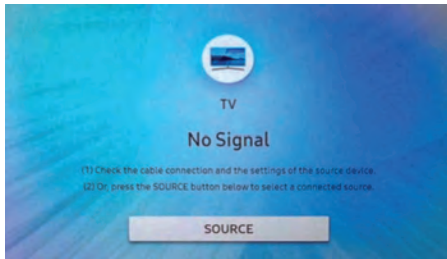 TV
No Signal
(1) Check the cable connection and the settings of the source device.
(2) Or, press the SOURCE button below to select a connected source.
SOURCE